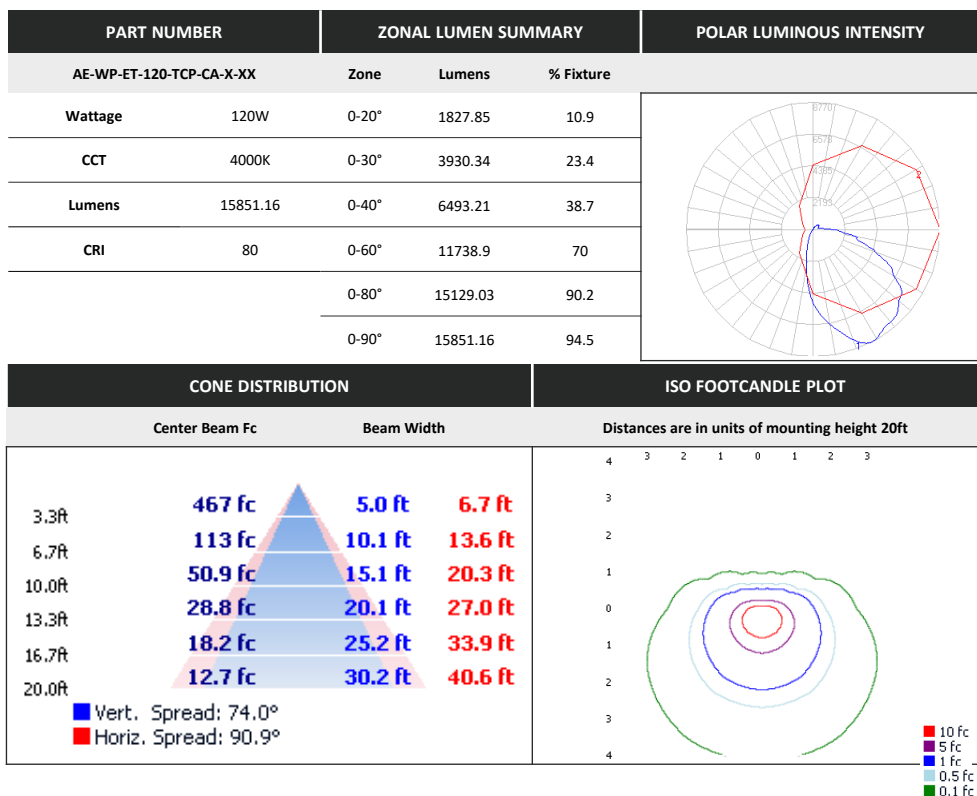 PART NUMBER ZONAL LUMEN SUMMARY POLAR LUMINOUS INTENSITY
AE-WP-ET-120-TCP-CA-X-XX Zone Lumens % Fixture
Wattage 120W 0-20° 1827.85 10.9
CCT 4000K 0-30° 3930.34 23.4
Lumens 15851.16 0-40° 6493.21 38.7
CRI 80 0-60° 11738.9 70
0-80° 15129.03 90.2
0-90° 15851.16 94.5
8770
6578
4385
2193
2
1
CONE DISTRIBUTION ISO FOOTCANDLE PLOT
Center Beam Fc Beam Width Distances are in units of mounting height 20ft
3.3ft 467 fc 5.0 ft 6.7 ft
6.7ft 113 fc 10.1 ft 13.6 ft
10.0ft 50.9 fc 15.1 ft 20.3 ft
13.3ft 28.8 fc 20.1 ft 27.0 ft
16.7ft 18.2 fc 25.2 ft 33.9 ft
20.0ft 12.7 fc 30.2 ft 40.6 ft
Vert. Spread: 74.0°
Horiz. Spread: 90.9°
4 3 2 1 0 1 2 3
3
2
1
0
1
2
3
4
10 fc
5 fc
1 fc
0.5 fc
0.1 fc